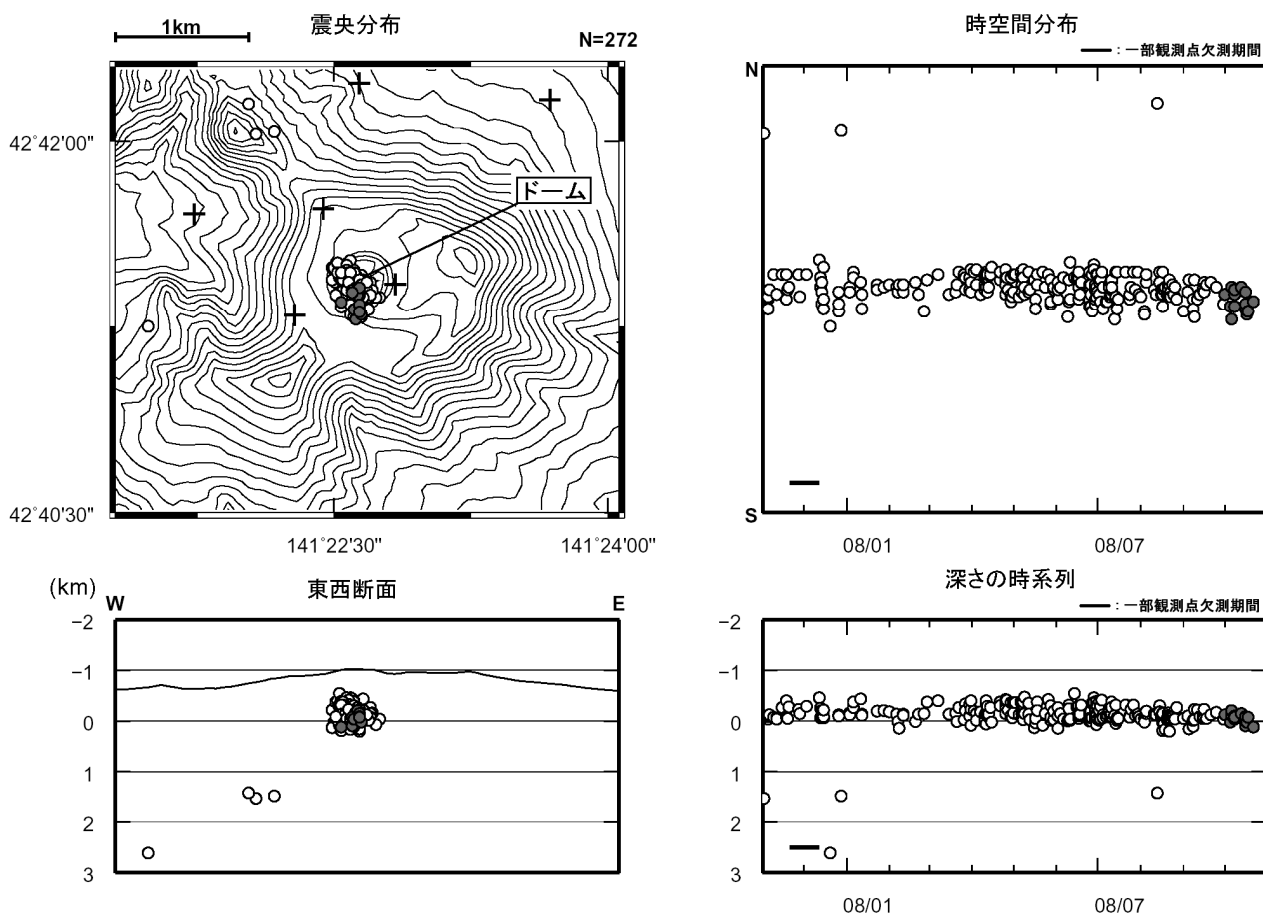 1km
震央分布
N=272
42°42'00"
42°40'30"
ドーム
141°22'30"
141°24'00"
時空間分布
:一部観測点欠測期間
N
S
08/01
08/07
(km)
東西断面
W
E
−2
−1
0
1
2
3
深さの時系列
:一部観測点欠測期間
−2
−1
0
1
2
3
08/01
08/07